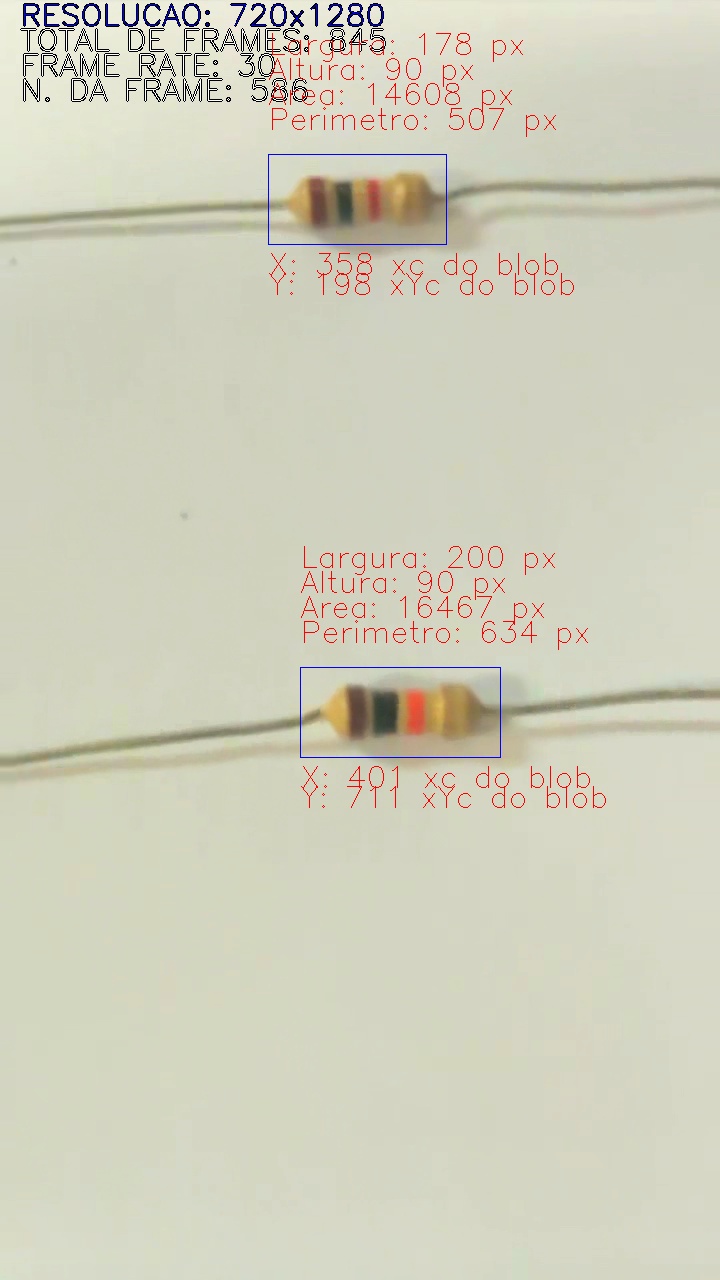 RESOLUCAO: 720x1280
TOTAL DE FRAMES: 845
FRAME RATE: 30
N. DA FRAME: 586
Largura: 178 px
Altura: 90 px
Area: 14608 px
Perimetro: 507 px
X: 358 xc do blob
Y: 198 xYc do blob
Largura: 200 px
Altura: 90 px
Area: 16467 px
Perimetro: 634 px
X: 401 xc do blob
Y: 711 xYc do blob